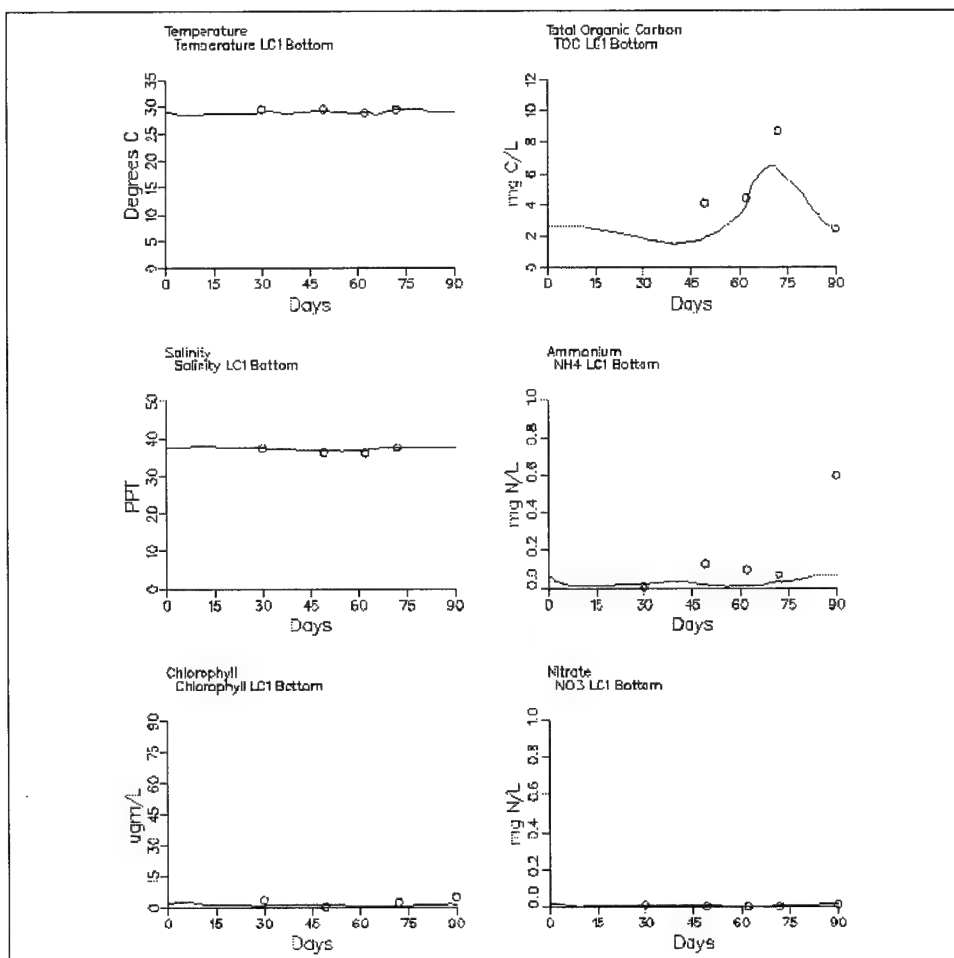 Temperature
Temperature LC1 Bottom
35
30
25
20
15
10
5
0
Degrees C
0 15 30 45 60 75 90
Days
Total Organic Carbon
TOC LC1 Bottom
12
10
8
6
4
2
0
mg C/L
0 15 30 45 60 75 90
Days
Salinity
Salinity LC1 Bottom
50
40
30
20
10
0
PPT
0 15 30 45 60 75 90
Days
Ammonium
NH4 LC1 Bottom
1.0
0.8
0.6
0.4
0.2
0.0
mg N/L
0 15 30 45 60 75 90
Days
Chlorophyll
Chlorophyll LC1 Bottom
90
75
60
45
30
15
0
ugm/L
0 15 30 45 60 75 90
Days
Nitrate
NO3 LC1 Bottom
1.0
0.8
0.6
0.4
0.2
0.0
mg N/L
0 15 30 45 60 75 90
Days